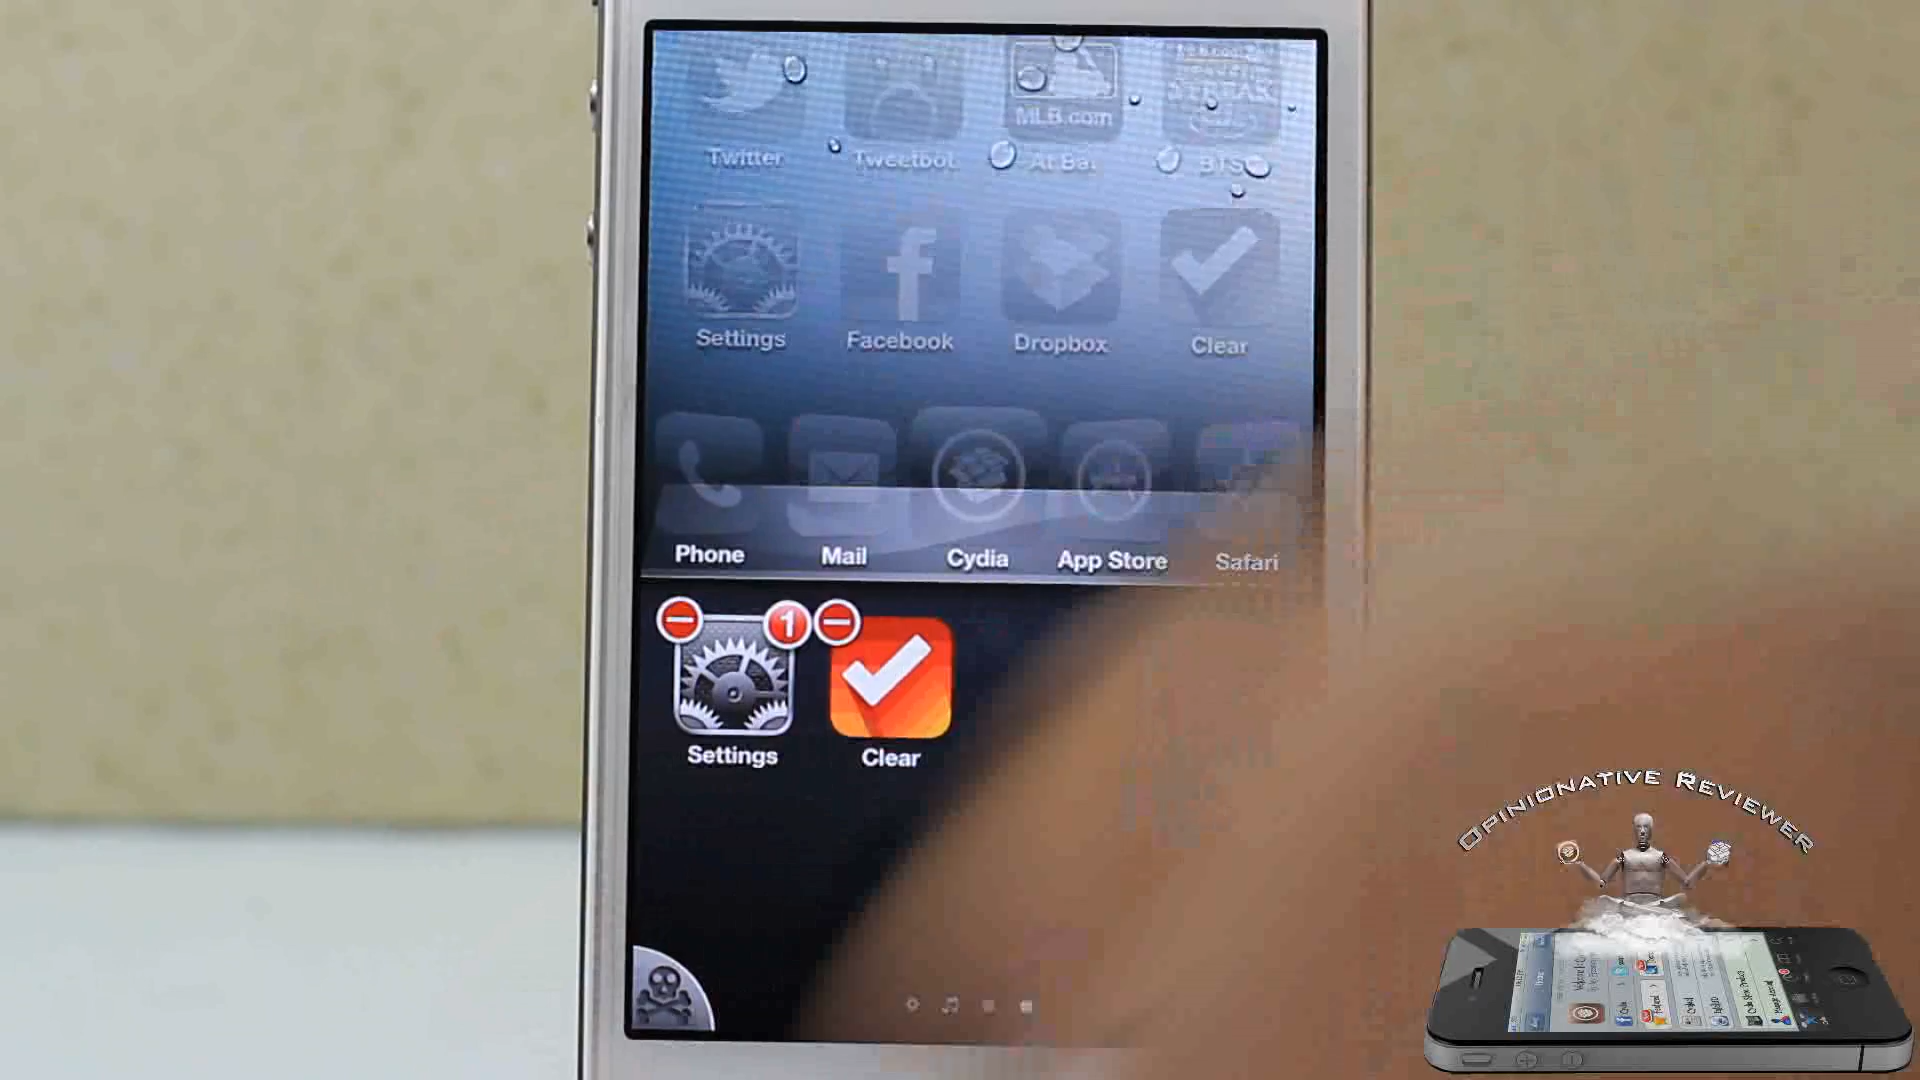 MLB.com
Twitter Tweetbot At Bat BTS
Settings Facebook Dropbox Clear
Phone Mail Cydia App Store Safari
1
Settings Clear
Opinionative Reviewer